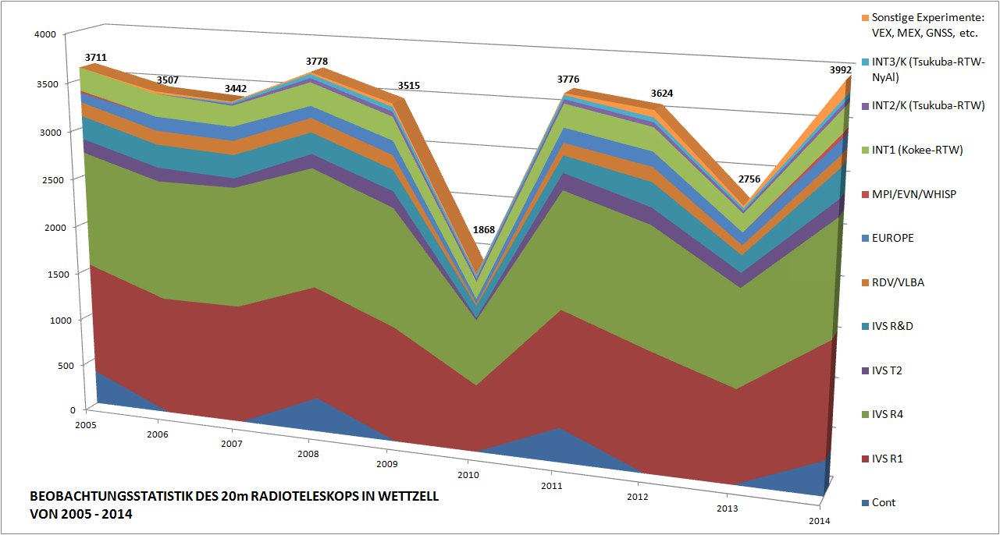 4000
3500
3000
2500
2000
1500
1000
500
0
3711
3507
3442
3778
3515
1868
3776
3624
2756
3992
2005
2006
2007
2008
2009
2010
2011
2012
2013
2014
Sonstige Experimente:
VEX, MEX, GNSS, etc.
INT3/K (Tsukuba-RTW-
NyAl)
INT2/K (Tsukuba-RTW)
INT1 (Kokee-RTW)
MPI/EVN/WHISP
EUROPE
RDV/VLBA
IVS R&D
IVS T2
IVS R4
IVS R1
Cont
BEOBACHTUNGSSTATISTIK DES 20m RADIOTELESKOPS IN WETTZELL
VON 2005 - 2014